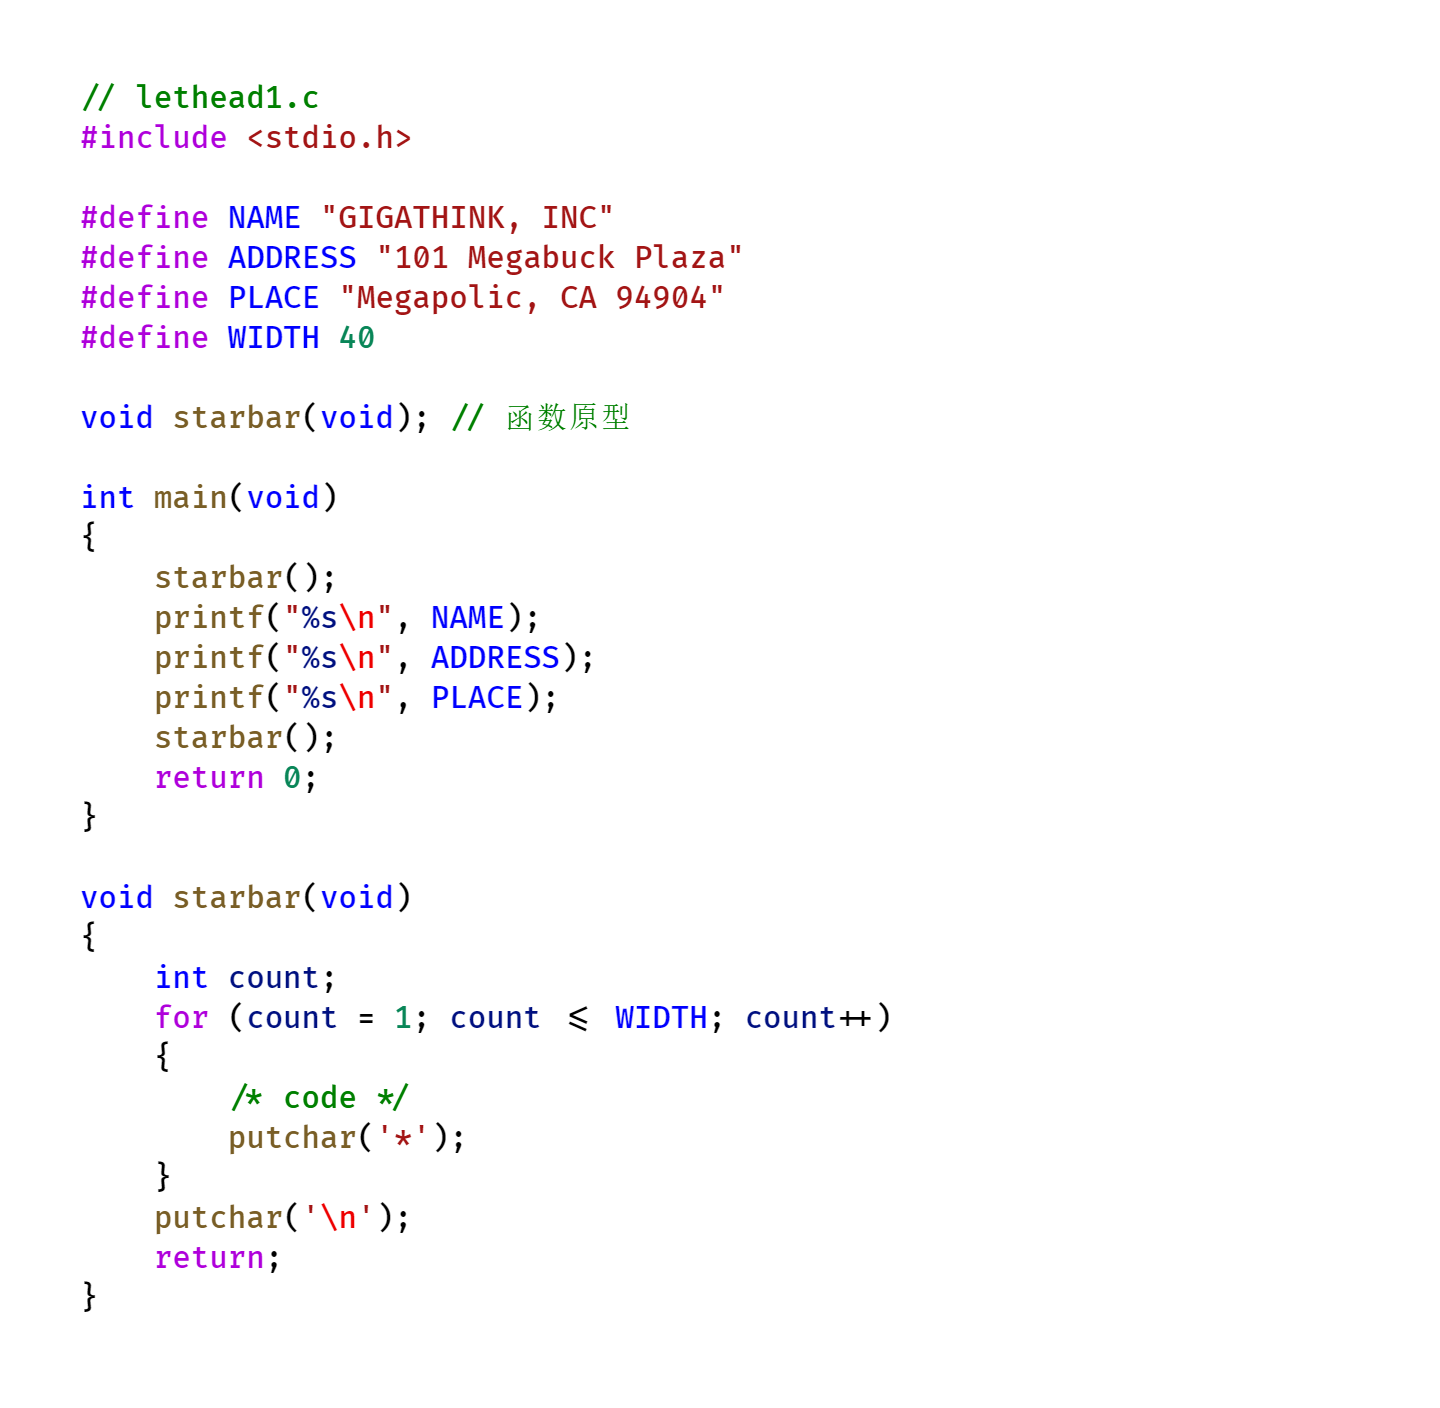 // lethead1.c
#include <stdio.h>

#define NAME "GIGATHINK, INC"
#define ADDRESS "101 Megabuck Plaza"
#define PLACE "Megapolic, CA 94904"
#define WIDTH 40

void starbar(void); // 函数原型

int main(void)
{
    starbar();
    printf("%s\n", NAME);
    printf("%s\n", ADDRESS);
    printf("%s\n", PLACE);
    starbar();
    return 0;
}

void starbar(void)
{
    int count;
    for (count = 1; count <= WIDTH; count++)
    {
        /* code */
        putchar('*');
    }
    putchar('\n');
    return;
}